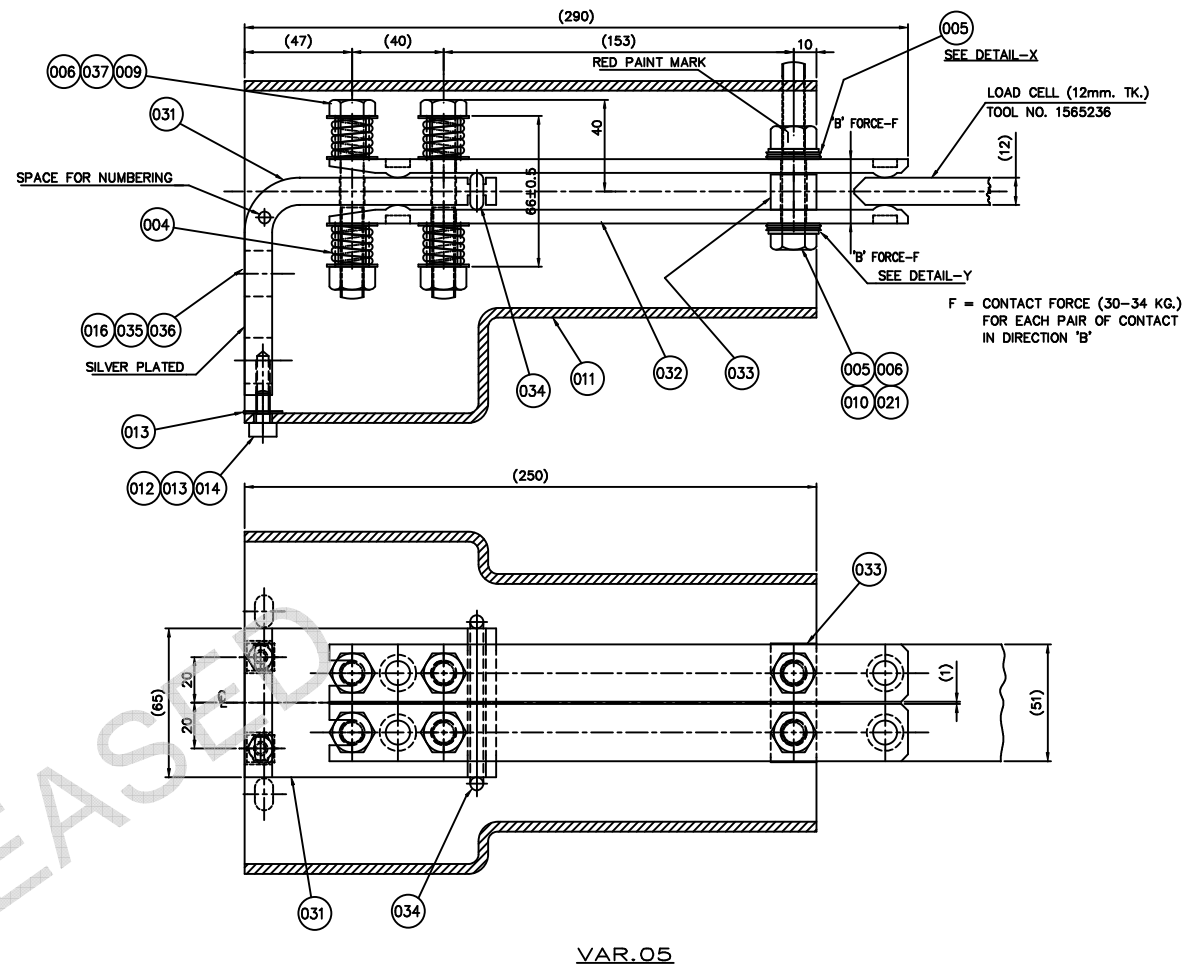 (290)
(47) (40) (153) 10
005
SEE DETAIL-X
006 037 009
RED PAINT MARK
031
40
'B' FORCE-F
LOAD CELL (12mm. TK.)
TOOL NO. 1565236
(12)
SPACE FOR NUMBERING
66±0.5
004
'B' FORCE-F
SEE DETAIL-Y
F = CONTACT FORCE (30-34 KG.)
FOR EACH PAIR OF CONTACT
IN DIRECTION 'B'
016 035 036
SILVER PLATED
034 011 032 033
005 006
010 021
013
012 013 014
(250)
033
(65)
20
20
(1)
(51)
031 034
EASED
VAR.05